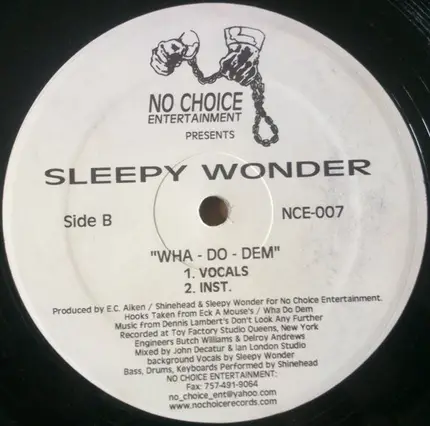 NO CHOICE
ENTERTAINMENT
PRESENTS
SLEEPY WONDER
Side B
NCE-007
"WHA - DO - DEM"
1. VOCALS
2. INST.
Produced by E.C. Aiken / Shinehead & Sleepy Wonder for No Choice Entertainment.
Hooks Taken from Eck A Mouse's / Wha Do Dem
Music from Dennis Lambert's Don't Look Any Further
Recorded at Toy Factory Studio Queens, New York
Engineers Butch Williams & Delroy Andrews
Mixed by John Decatur & Ian London Studio
background Vocals by Sleepy Wonder
Bass, Drums, Keyboards Performed by Shinehead
NO CHOICE ENTERTAINMENT:
Fax: 757-491-9064
no_choice_ent@yahoo.com
www.nochoicerecords.com